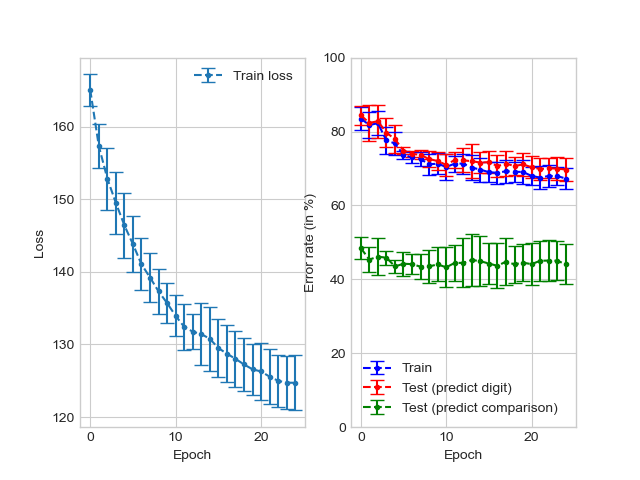 Train loss
160
150
140
130
120
Loss
0
10
20
Epoch
100
80
60
40
20
0
Error rate (in %)
Train
Test (predict digit)
Test (predict comparison)
0
10
20
Epoch